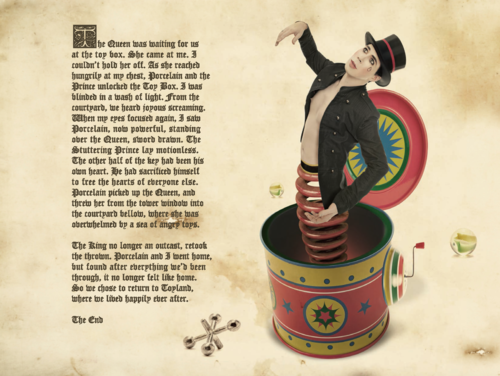 The Queen was waiting for us
at the toy box. She came at me. I
couldn't hold her off. As she reached
hungrily at my chest, Porcelain and the
Prince unlocked the Toy Box. I was
blinded in a wash of light. From the
courtyard, we heard joyous screaming.
When my eyes focused again, I saw
Porcelain, now powerful, standing
over the Queen, sword drawn. The
Stuttering Prince lay motionless.
The other half of the key had been his
own heart. He had sacrificed himself
to free the hearts of everyone else.
Porcelain picked up the Queen, and
threw her from the tower window into
the courtyard bellow, where she was
overwhelmed by a sea of angry toys.
The King no longer an outcast, retook
the thrown. Porcelain and I went home,
but found after everything we'd been
through, it no longer felt like home.
So we chose to return to Toyland,
where we lived happily ever after.
The End